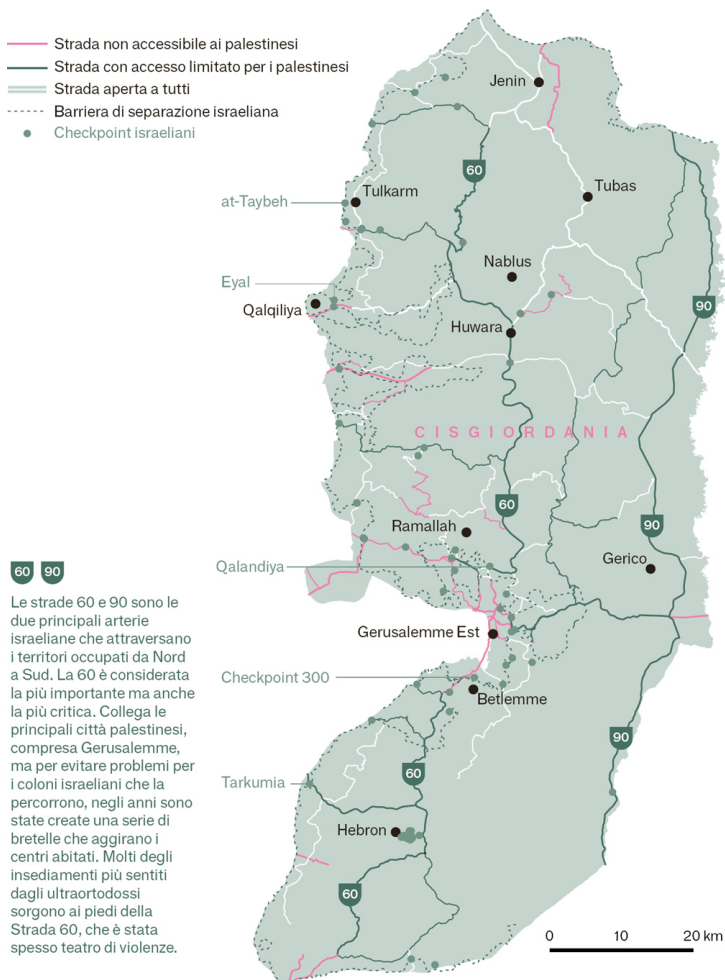 Strada non accessibile ai palestinesi
Strada con accesso limitato per i palestinesi
Strada aperta a tutti
Barriera di separazione israeliana
Checkpoint israeliani
Jenin
60
at-Taybeh
Tulkarm
Tubas
Nablus
Eyal
Qalqiliya
90
Huwara
CISGIORDANIA
60
90
Ramallah
Qalandiya
Gerico
Gerusalemme Est
Checkpoint 300
Betlemme
90
60
Tarkumia
Hebron
60
0 10 20 km
60 90
Le strade 60 e 90 sono le
due principali arterie
israeliane che attraversano
i territori occupati da Nord
a Sud. La 60 è considerata
la più importante ma anche
la più critica. Collega le
principali città palestinesi,
compresa Gerusalemme,
ma per evitare problemi per
i coloni israeliani che la
percorrono, negli anni sono
state create una serie di
bretelle che aggirano i
centri abitati. Molti degli
insediamenti più sentiti
dagli ultraortodossi
sorgono ai piedi della
Strada 60, che è stata
spesso teatro di violenze.